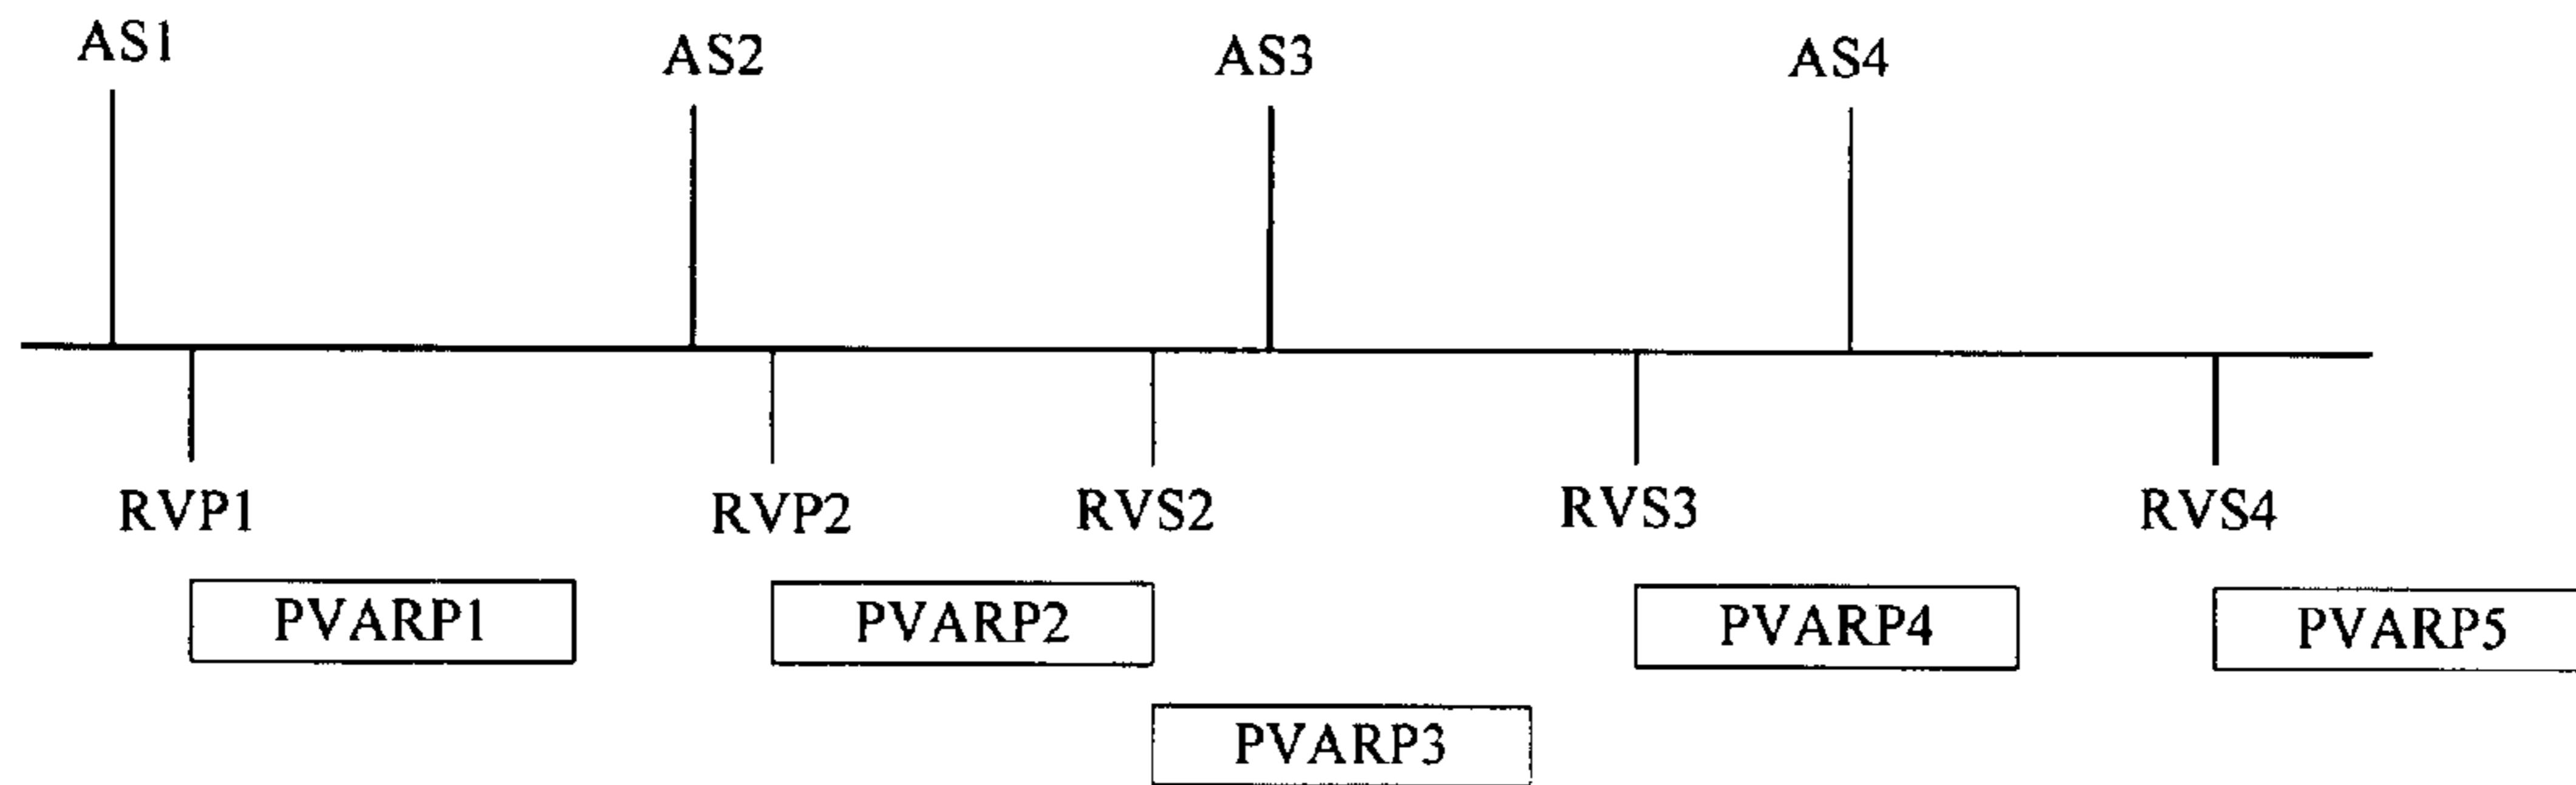 AS1 AS2 AS3 AS4
RVP1 RVP2 RVS2 RVS3 RVS4
PVARP1 PVARP2 PVARP4 PVARP5
PVARP3